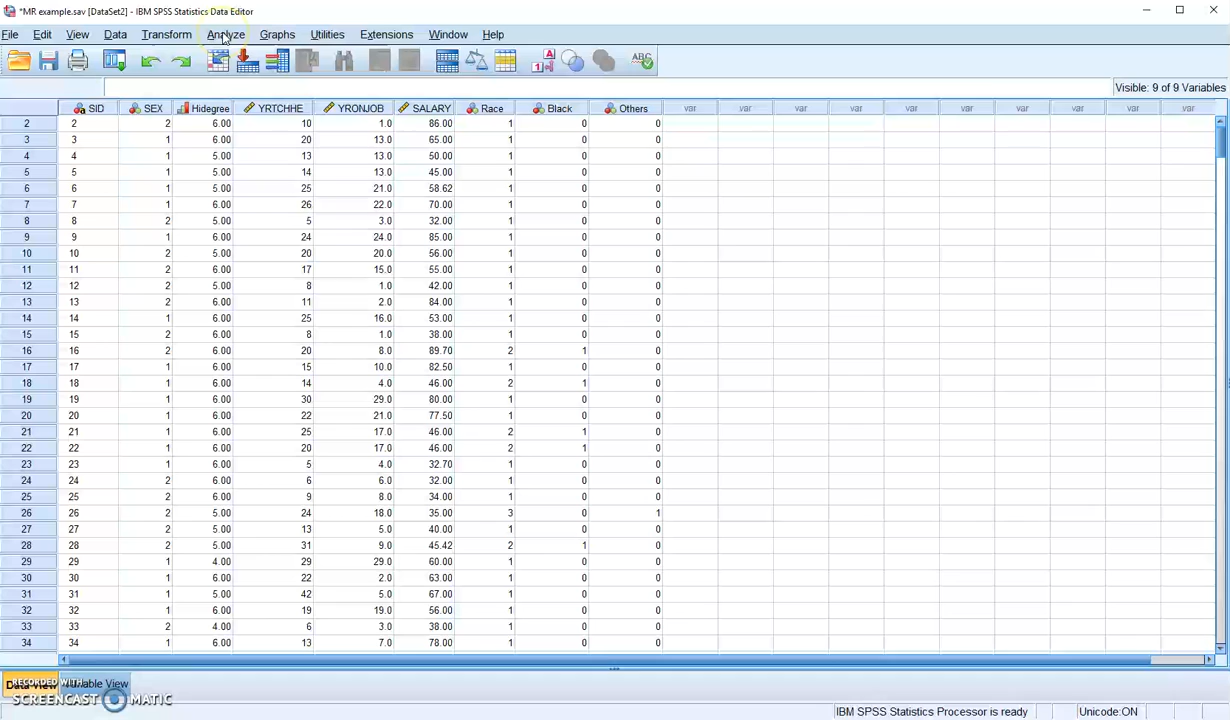 *MR example.sav [DataSet2] - IBM SPSS Statistics Data Editor
File Edit View Data Transform Analyze Graphs Utilities Extensions Window Help
Visible: 9 of 9 Variables
SID SEX Hidegree YRTCHHE YRONJOB SALARY Race Black Others var var var var var var var var var var
2 2 2 6.00 10 1.0 86.00 1 0 0
3 3 1 6.00 20 13.0 65.00 1 0 0
4 4 1 5.00 13 13.0 50.00 1 0 0
5 5 1 5.00 14 13.0 45.00 1 0 0
6 6 1 5.00 25 21.0 58.62 1 0 0
7 7 1 6.00 26 22.0 70.00 1 0 0
8 8 2 5.00 5 3.0 32.00 1 0 0
9 9 1 6.00 24 24.0 85.00 1 0 0
10 10 2 5.00 20 20.0 56.00 1 0 0
11 11 2 6.00 17 15.0 55.00 1 0 0
12 12 2 5.00 8 1.0 42.00 1 0 0
13 13 2 6.00 11 2.0 84.00 1 0 0
14 14 1 6.00 25 16.0 53.00 1 0 0
15 15 2 6.00 8 1.0 38.00 1 0 0
16 16 2 6.00 20 8.0 89.70 2 1 0
17 17 1 6.00 15 10.0 82.50 1 0 0
18 18 1 6.00 14 4.0 46.00 2 1 0
19 19 1 6.00 30 29.0 80.00 1 0 0
20 20 1 6.00 22 21.0 77.50 1 0 0
21 21 1 6.00 25 17.0 46.00 2 1 0
22 22 1 6.00 20 17.0 46.00 2 1 0
23 23 1 6.00 5 4.0 32.70 1 0 0
24 24 2 6.00 6 6.0 32.00 1 0 0
25 25 2 6.00 9 8.0 34.00 1 0 0
26 26 2 5.00 24 18.0 35.00 3 0 1
27 27 2 5.00 13 5.0 40.00 1 0 0
28 28 2 5.00 31 9.0 45.42 2 1 0
29 29 1 4.00 29 29.0 60.00 1 0 0
30 30 1 6.00 22 2.0 63.00 1 0 0
31 31 1 5.00 42 5.0 67.00 1 0 0
32 32 1 6.00 19 19.0 56.00 1 0 0
33 33 2 4.00 6 3.0 38.00 1 0 0
34 34 1 6.00 13 7.0 78.00 1 0 0
Data View Variable View
RECORDED WITH
SCREENCAST MATIC
IBM SPSS Statistics Processor is ready Unicode:ON